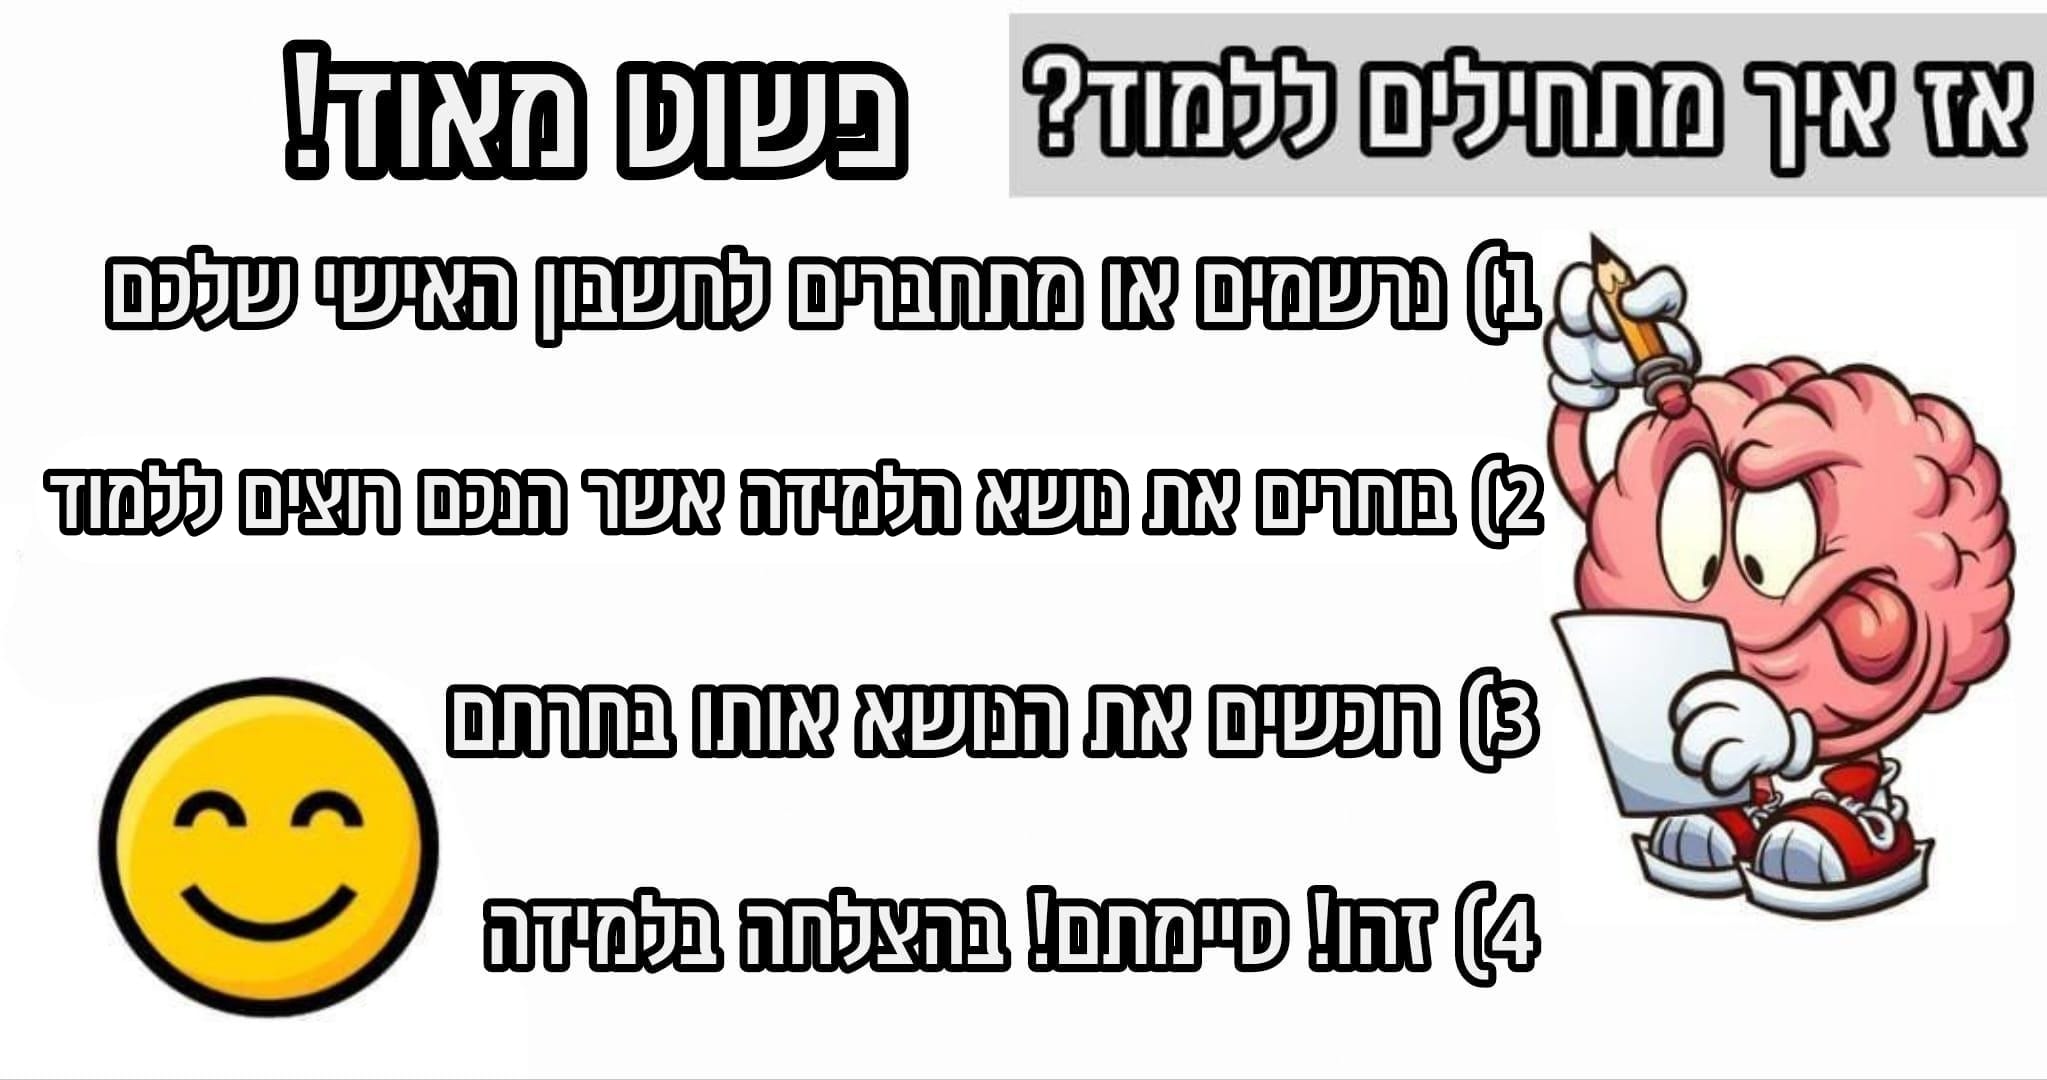 אז איך מתחילים ללמוד? פשוט מאוד!
1) נרשמים או מתחברים לחשבון האישי שלכם
2) בוחרים את נושא הלמידה אשר הנכם רוצים ללמוד
3) רוכשים את הנושא אותו בחרתם
4) זהו! סיימתם! בהצלחה בלמידה